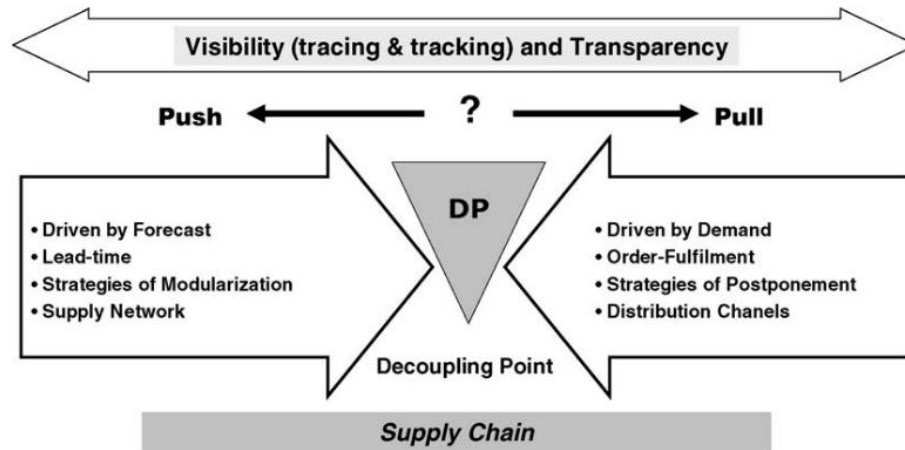 Visibility (tracing & tracking) and Transparency
Push
?
Pull
DP
• Driven by Forecast
• Lead-time
• Strategies of Modularization
• Supply Network
• Driven by Demand
• Order-Fulfilment
• Strategies of Postponement
• Distribution Chanels
Decoupling Point
Supply Chain